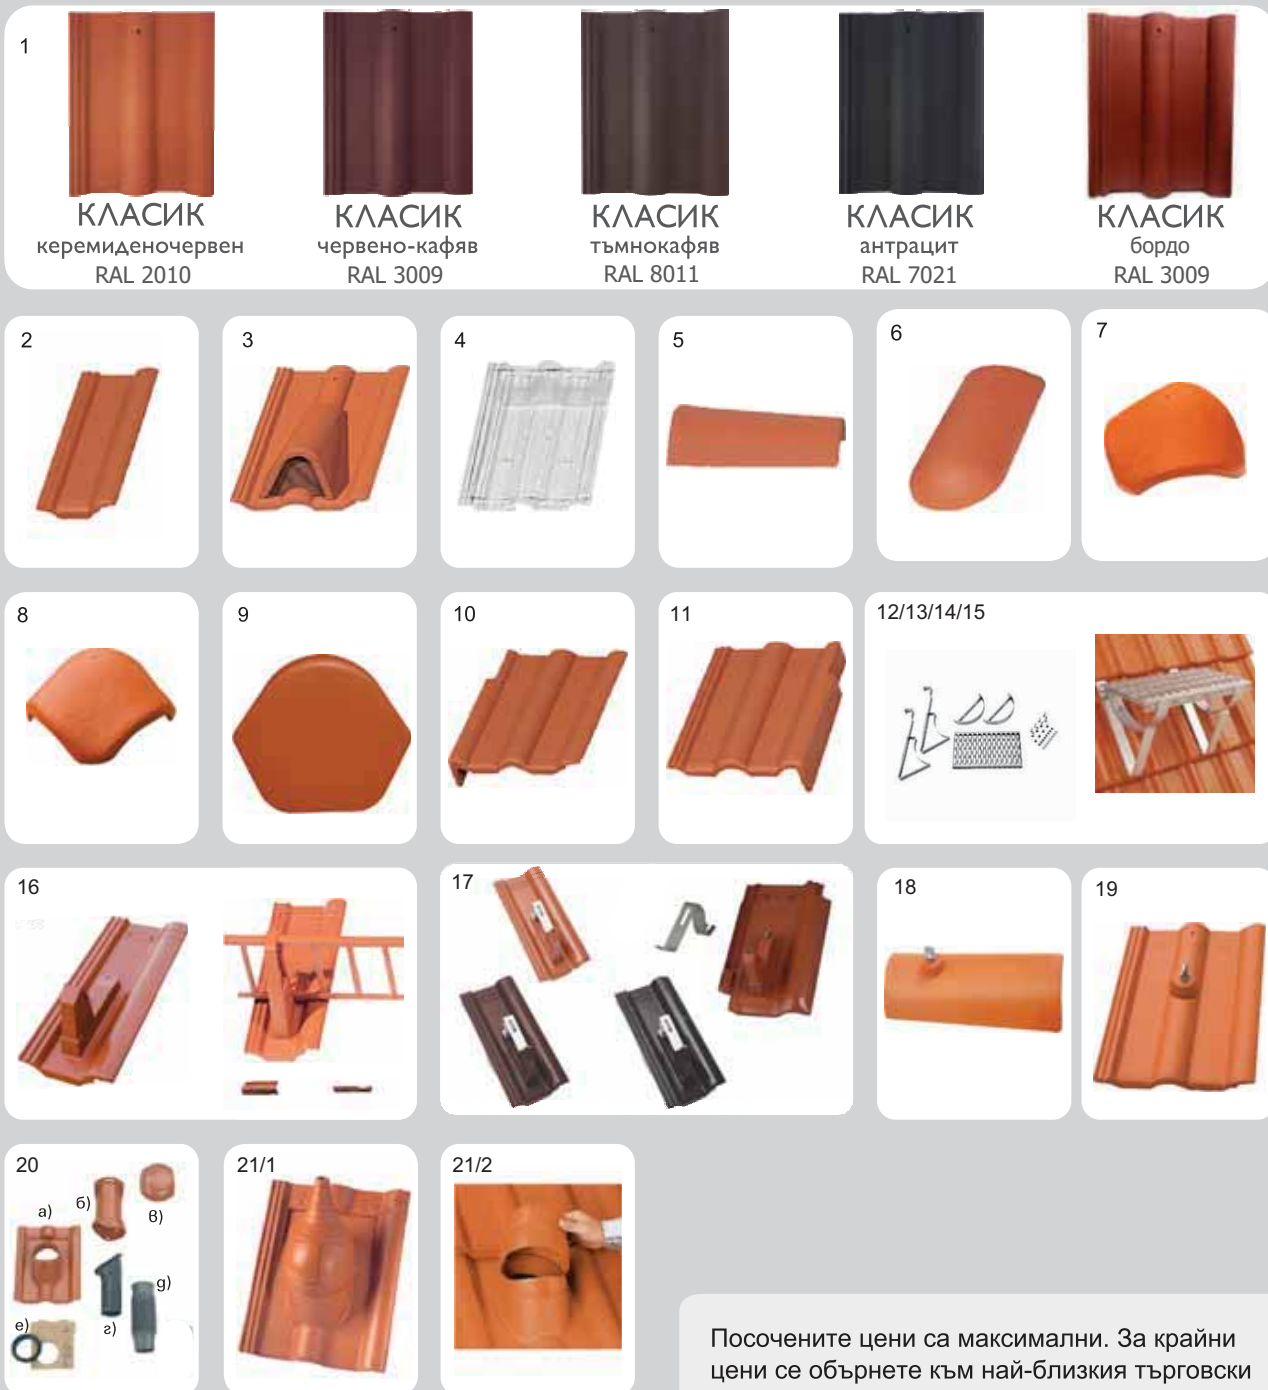 1
КЛАСИК
керемиденочервен
RAL 2010
КЛАСИК
червено-кафяв
RAL 3009
КЛАСИК
тъмнокафяв
RAL 8011
КЛАСИК
антрацит
RAL 7021
КЛАСИК
бордо
RAL 3009
2
3
4
5
6
7
8
9
10
11
12/13/14/15
16
17
18
19
20
а)
б)
в)
г)
д)
е)
21/1
21/2
Посочените цени са максимални. За крайни
цени се обърнете към най-близкия търговски